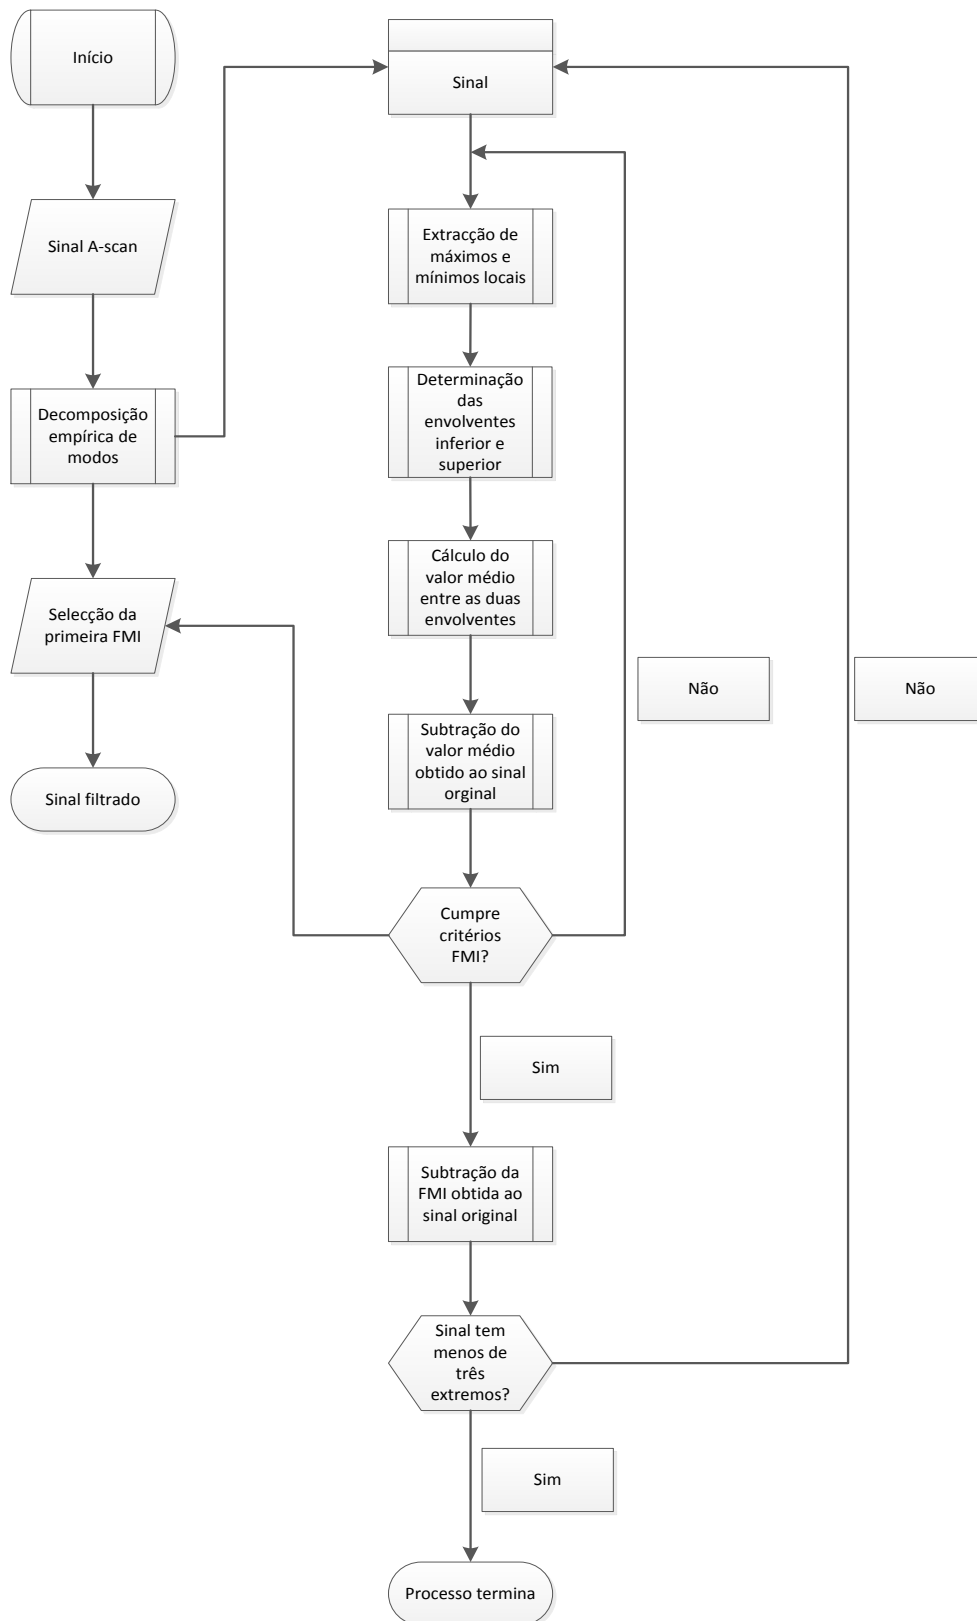 Início
Sinal A-scan
Decomposição
empírica de
modos
Selecção da
primeira FMI
Sinal filtrado
Sinal
Extracção de
máximos e
mínimos locais
Determinação
das
envolventes
inferior e
superior
Cálculo do
valor médio
entre as duas
envolventes
Subtração do
valor médio
obtido ao sinal
orginal
Cumpre
critérios
FMI?
Não
Não
Sim
Subtração da
FMI obtida ao
sinal original
Sinal tem
menos de
três
extremos?
Sim
Processo termina